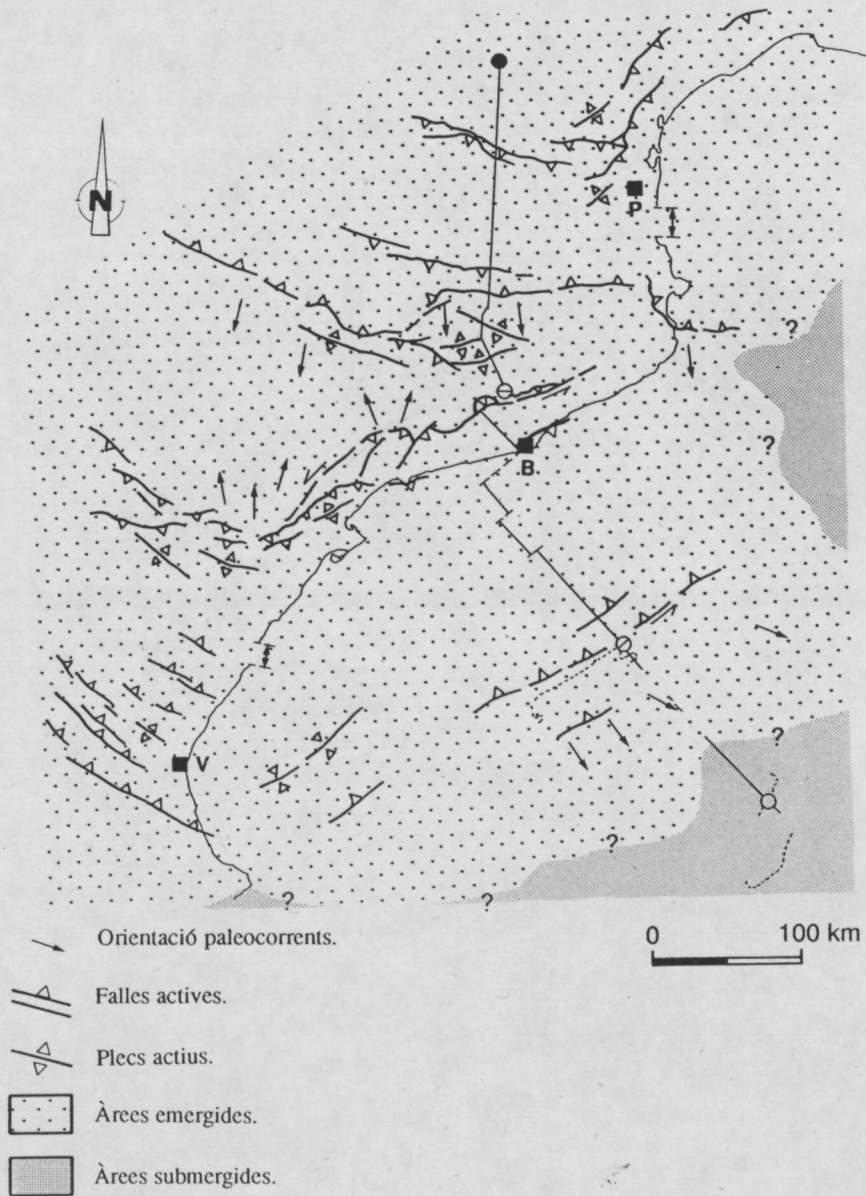 N
P
?
?
B
?
V
?
?
?
Orientació paleocorrents.
0 100 km
Falles actives.
Plecs actius.
Àrees emergides.
Àrees submergides.